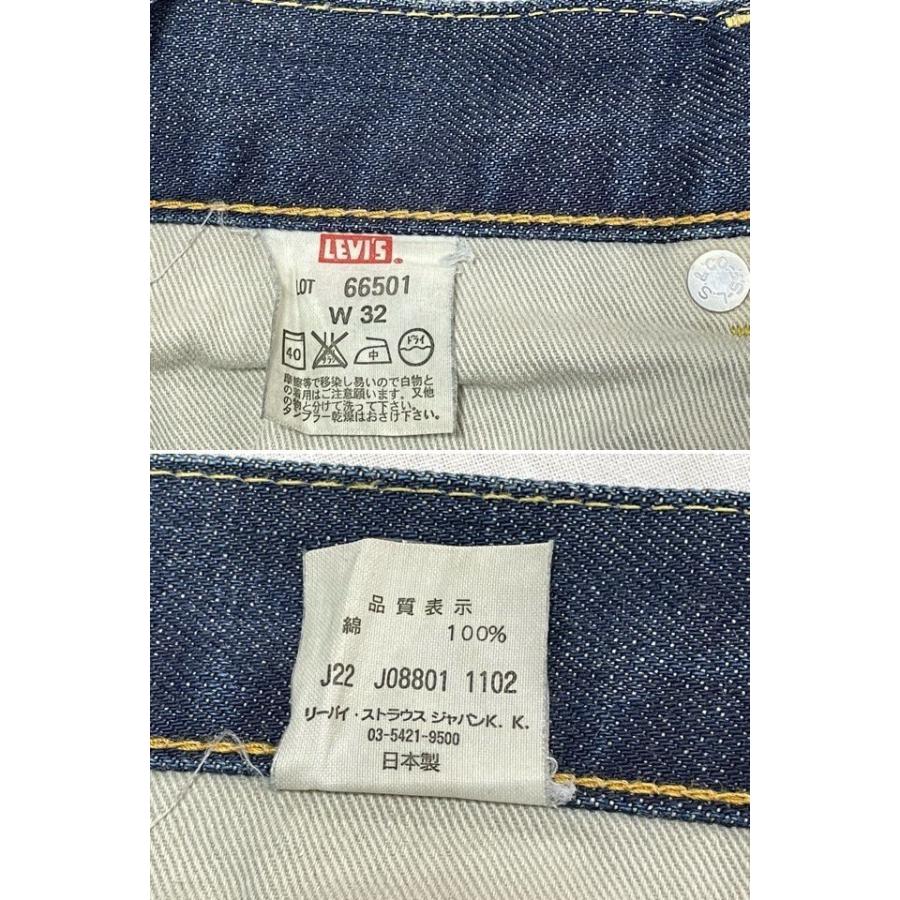 LEVI'S
LOT 66501
W 32
40 中 ドライ
等で移染し易いので白物と
の着用はご注意願います。又他
の物と分けて洗って下さい。
タンブラー乾燥はおさけ下さい。
L.S.&CO.
品質表示
綿 100%
J22 J08801 1102
リーバイ・ストラウス ジャパンK. K.
03-5421-9500
日本製